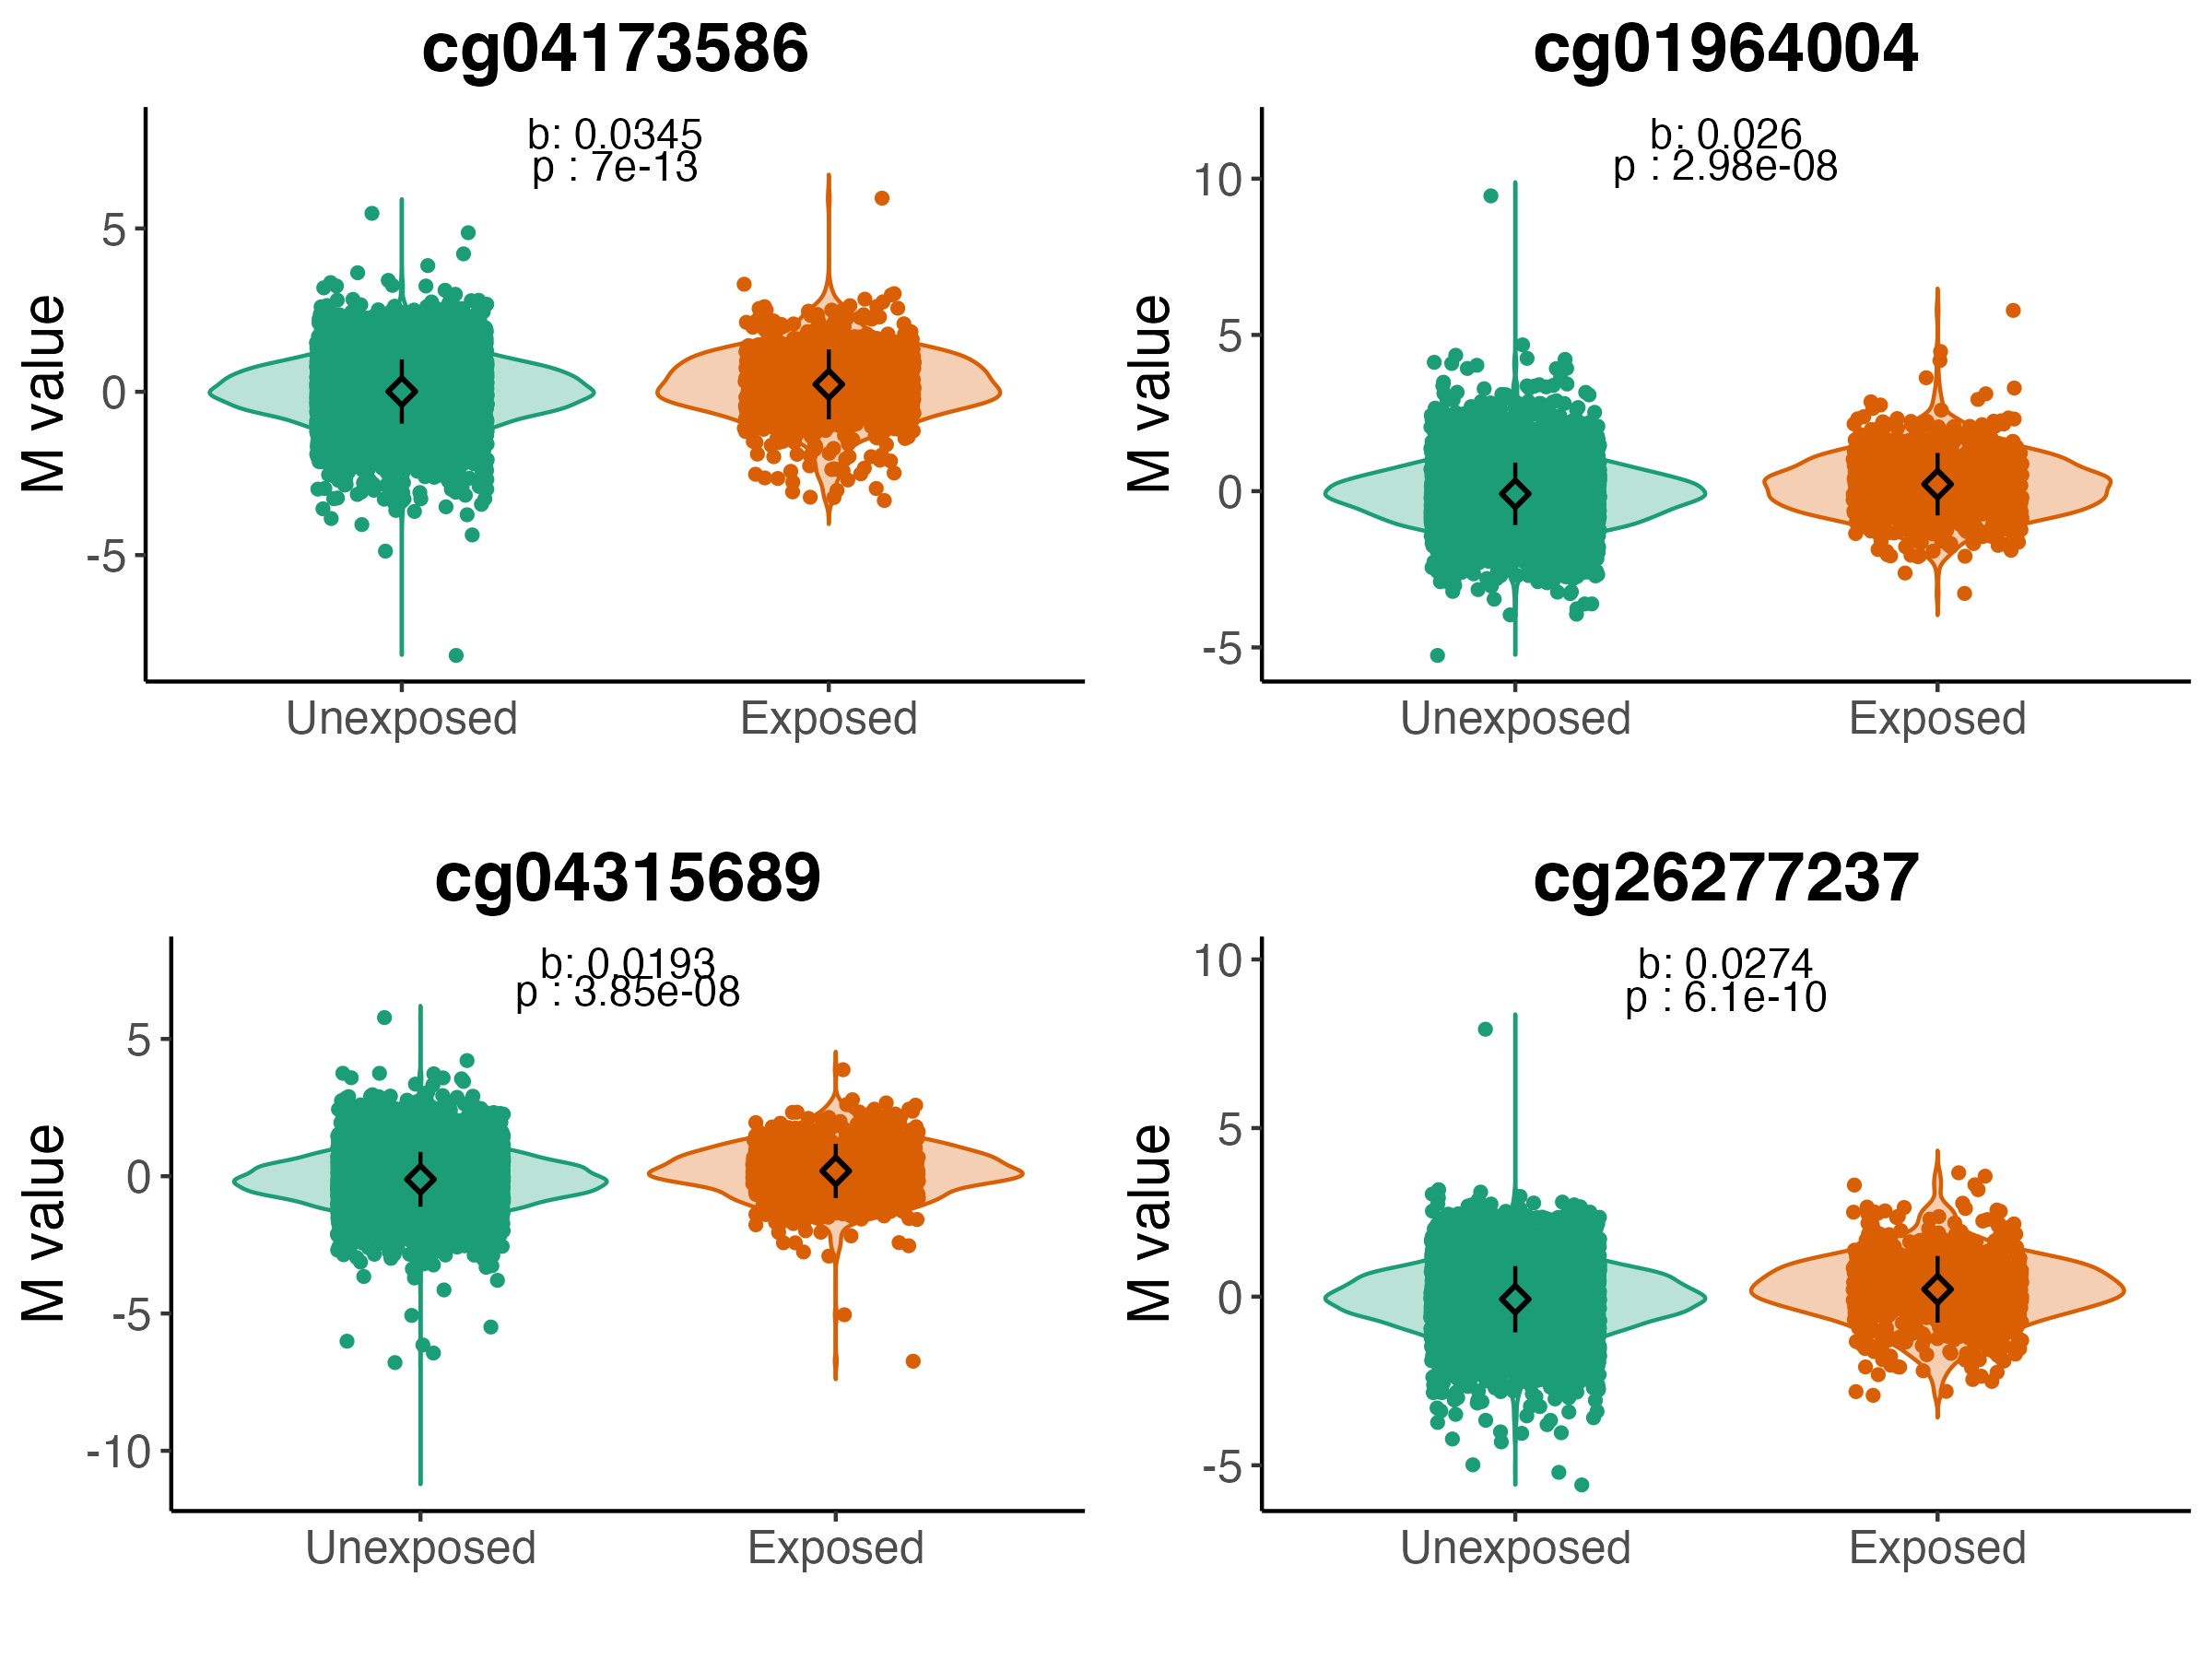 cg04173586
b: 0.0345
p : 7e-13
M value
5
0
-5
Unexposed
Exposed
cg01964004
b: 0.026
p : 2.98e-08
M value
10
5
0
-5
Unexposed
Exposed
cg04315689
b: 0.0193
p : 3.85e-08
M value
5
0
-5
-10
Unexposed
Exposed
cg26277237
b: 0.0274
p : 6.1e-10
M value
10
5
0
-5
Unexposed
Exposed